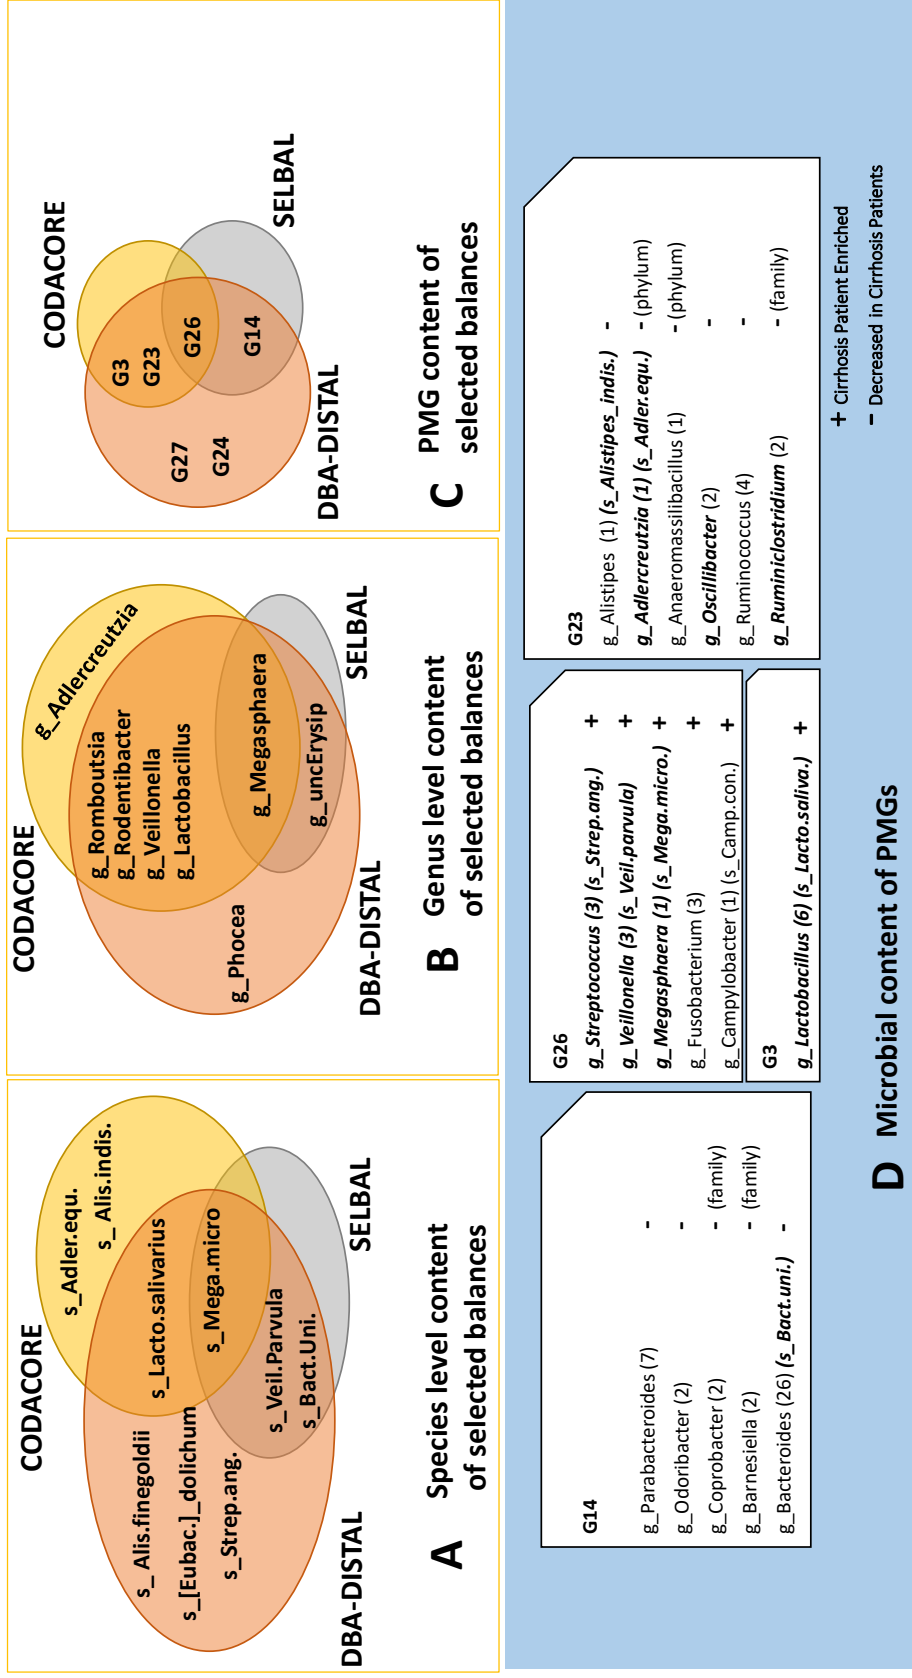 CODACORE
s_Adler.equ.
s_ Alis.indis.
s_Lacto.salivarius
s_ Alis.finegoldii
s_[Eubac.]_dolichum
s_Strep.ang.
s_Mega.micro
s_Veil.Parvula
s_Bact.Uni.
DBA-DISTAL
SELBAL
A Species level content
of selected balances
CODACORE
g_Adlercreutzia
g_Romboutsia
g_Rodentibacter
g_Veillonella
g_Lactobacillus
g_Phocea
g_Megasphaera
g_uncErysip
DBA-DISTAL
SELBAL
B Genus level content
of selected balances
CODACORE
G3
G23
G27
G26
G24
G14
SELBAL
DBA-DISTAL
C PMG content of
selected balances
G14
g_Parabacteroides (7) -
g_Odoribacter (2) -
g_Coprobacter (2) - (family)
g_Barnesiella (2) - (family)
g_Bacteroides (26) (s_Bact.uni.) -
G26
g_Streptococcus (3) (s_Strep.ang.) +
g_Veillonella (3) (s_Veil.parvula) +
g_Megasphaera (1) (s_Mega.micro.) +
g_Fusobacterium (3) +
g_Campylobacter (1) (s_Camp.con.) +
G3
g_Lactobacillus (6) (s_Lacto.saliva.) +
G23
g_Alistipes (1) (s_Alistipes_indis.) -
g_Adlercreutzia (1) (s_Adler.equ.) - (phylum)
g_Anaeromassilibacillus (1) - (phylum)
g_Oscillibacter (2) -
g_Ruminococcus (4) -
g_Ruminiclostridium (2) - (family)
+ Cirrhosis Patient Enriched
- Decreased in Cirrhosis Patients
D Microbial content of PMGs